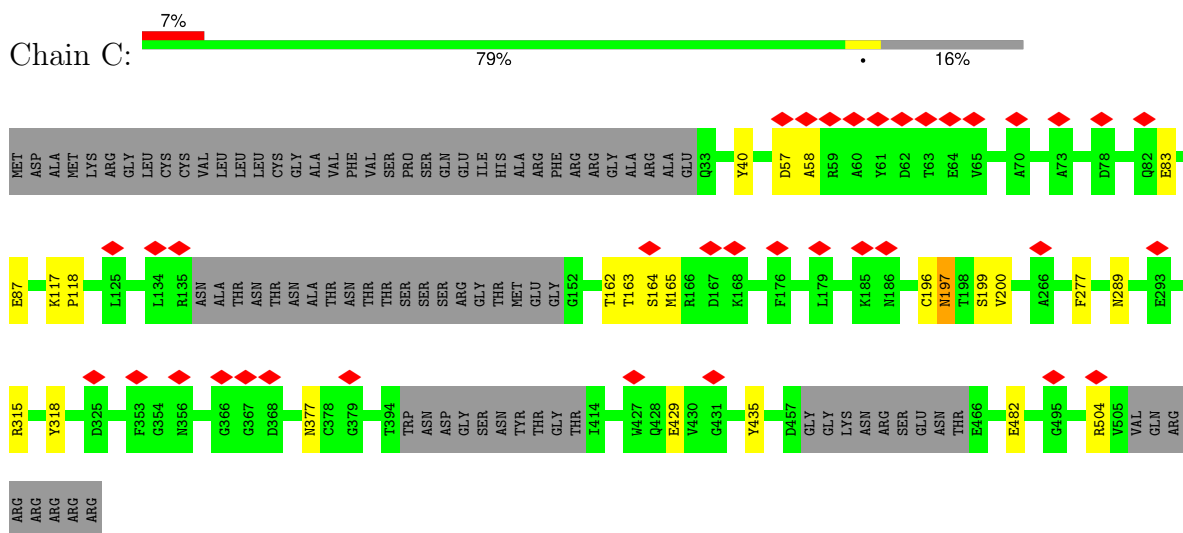 7%
Chain C:
79% • 16%
MET ASP ALA MET LYS ARG GLY LEU CYS CYS VAL LEU LEU LEU CYS GLY ALA VAL PHE VAL SER PRO SER SER GLN GLU ILE HIS ALA ARG PHE ARG ARG GLY ALA ARG ALA GLU Q33 Y40 D57 A58 R59 A60 Y61 D62 T63 E64 V65 A70 A73 D78 Q82 E83
E87 K117 P118 L125 L134 R135 ASN ALA THR ASN THR ASN ALA THR ASN THR THR SER SER SER ARG GLY THR MET GLU GLY G152 T162 T163 S164 M165 R166 D167 K168 F176 L179 K185 N186 C196 N197 T198 S199 V200 A266 F277 N289 E293
R315 Y318 D325 F353 G354 N356 G366 G367 D368 N377 C378 G379 T394 TRP ASN ASP GLY SER ASN TYR THR GLY THR I414 W427 Q428 E429 V430 G431 Y435 D457 GLY GLY LYS ASN ARG SER GLU ASN THR E466 E482 G495 R504 V505 VAL GLN ARG
ARG ARG ARG ARG ARG